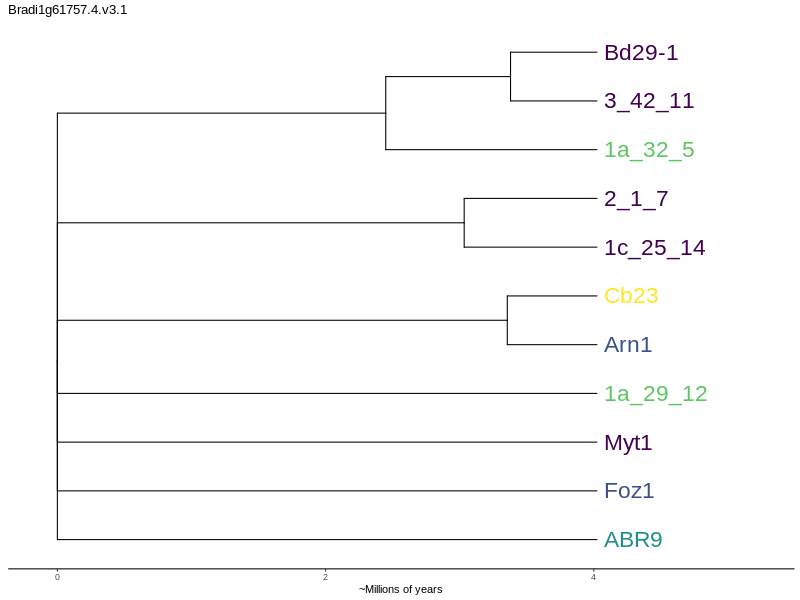 Bradi1g61757.4.v3.1
Bd29-1
3_42_11
1a_32_5
2_1_7
1c_25_14
Cb23
Arn1
1a_29_12
Myt1
Foz1
ABR9
0 2 4
~Millions of years